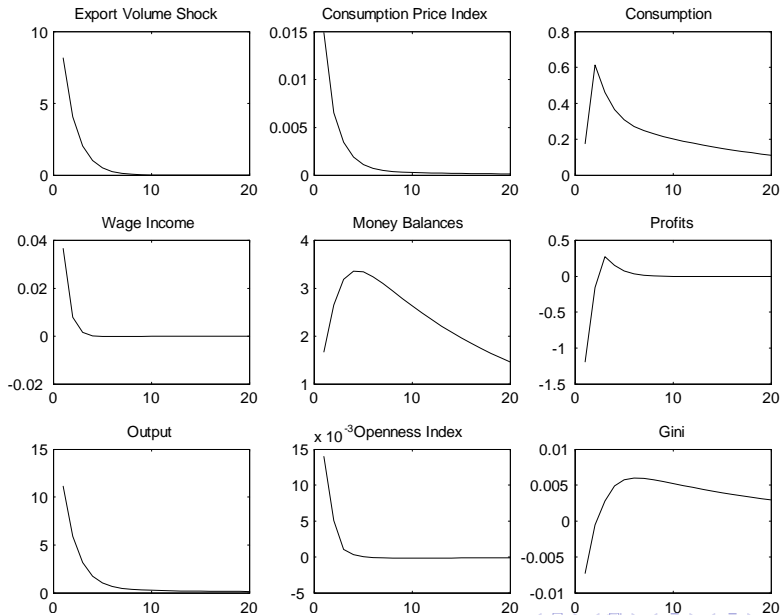 Export Volume Shock
10
5
0
0 10 20
Consumption Price Index
0.015
0.01
0.005
0
0 10 20
Consumption
0.8
0.6
0.4
0.2
0
0 10 20
Wage Income
0.04
0.02
0
-0.02
0 10 20
Money Balances
4
3
2
1
0 10 20
Profits
0.5
0
-0.5
-1
-1.5
0 10 20
Output
15
10
5
0
0 10 20
x 10^-3 Openness Index
15
10
5
0
-5
0 10 20
Gini
0.01
0.005
0
-0.005
-0.01
0 10 20